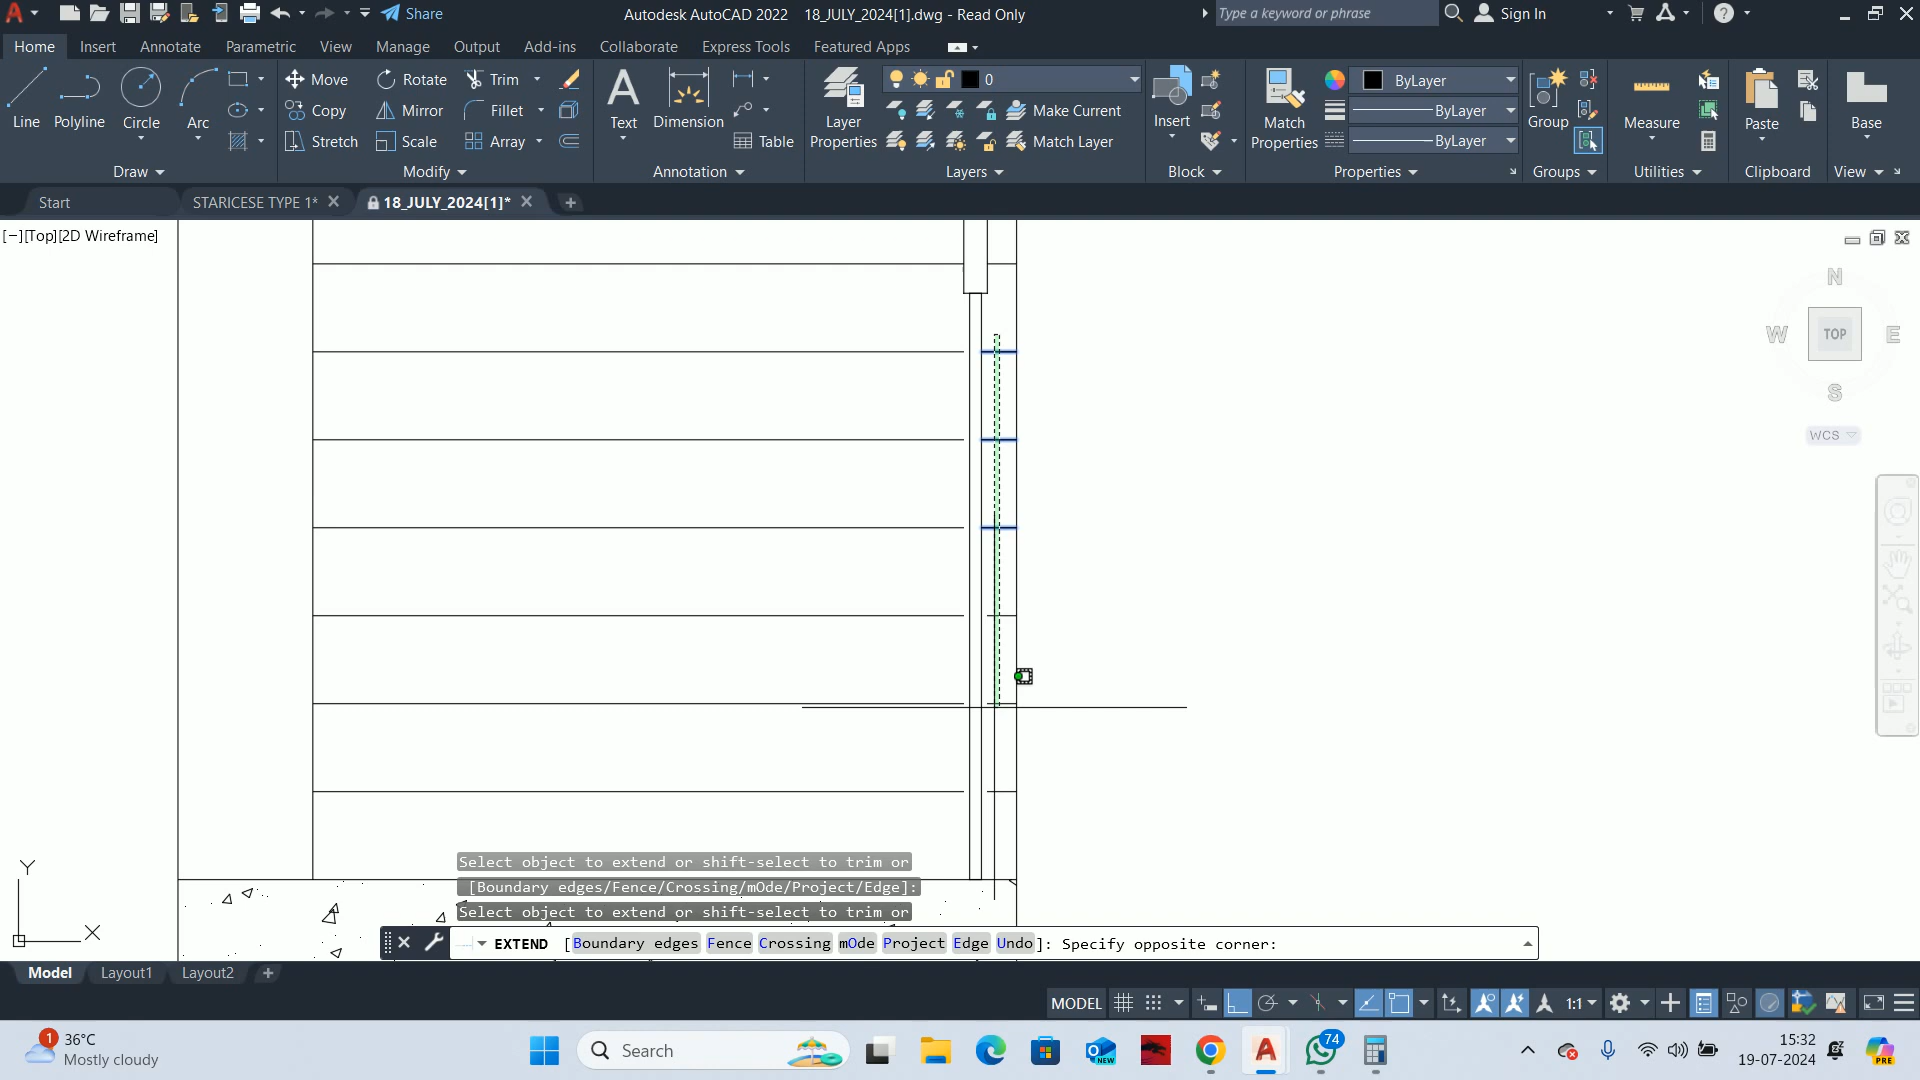 Share
Autodesk AutoCAD 2022 18_JULY_2024[1].dwg - Read Only
Type a keyword or phrase
Sign In
Home Insert Annotate Parametric View Manage Output Add-ins Collaborate Express Tools Featured Apps
Line Polyline Circle Arc
Move Rotate Trim
Copy Mirror Fillet
Stretch Scale Array
Text Dimension Table
Layer Properties
0
Make Current
Match Layer
Insert
Match Properties
ByLayer
ByLayer
ByLayer
Group
Measure
Paste
Base
Draw Modify Annotation Layers Block Properties Groups Utilities Clipboard View
Start STARICESE TYPE 1* 18_JULY_2024[1]*
[−][Top][2D Wireframe]
N
W TOP E
S
WCS
Y
X
Select object to extend or shift-select to trim or
[Boundary edges/Fence/Crossing/mOde/Project/Edge]:
Select object to extend or shift-select to trim or
EXTEND [Boundary edges Fence Crossing mOde Project Edge Undo]: Specify opposite corner:
Model Layout1 Layout2
MODEL 1:1
1 36°C
Mostly cloudy
Search
NEW
74
15:32
19-07-2024
PRE